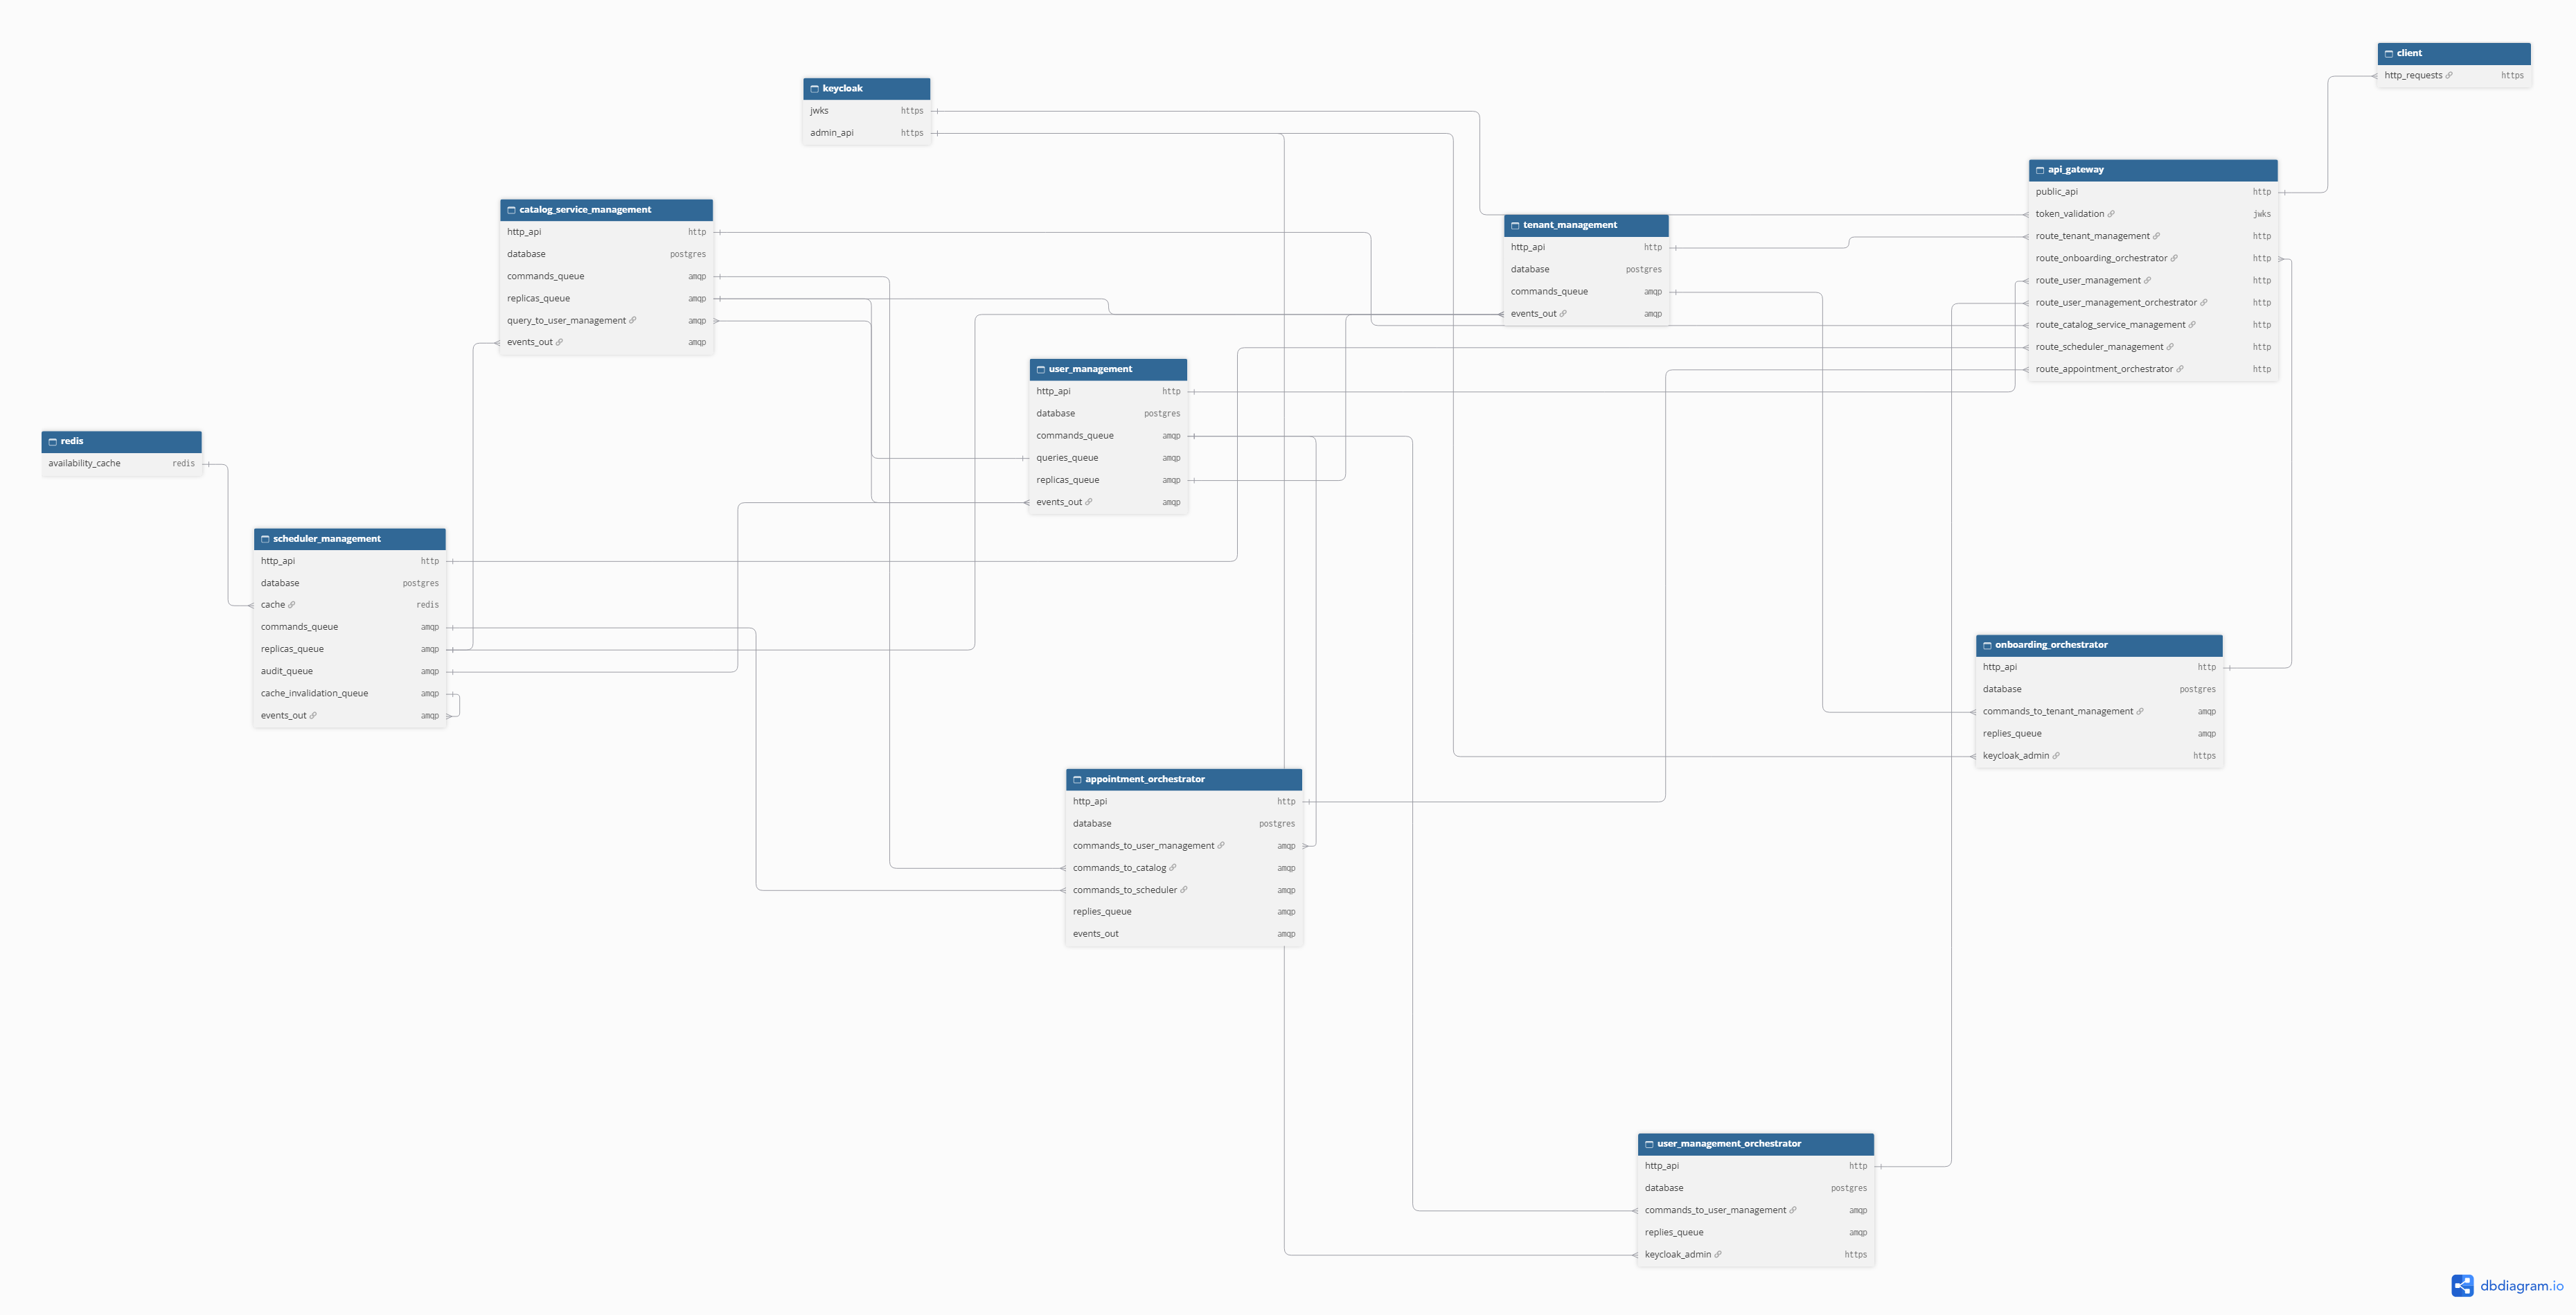 client
http_requests https
keycloak
jwks https
admin_api https
api_gateway
public_api http
token_validation jwks
route_tenant_management http
route_onboarding_orchestrator http
route_user_management http
route_user_management_orchestrator http
route_catalog_service_management http
route_scheduler_management http
route_appointment_orchestrator http
catalog_service_management
http_api http
database postgres
commands_queue amqp
replicas_queue amqp
query_to_user_management amqp
events_out amqp
tenant_management
http_api http
database postgres
commands_queue amqp
events_out amqp
user_management
http_api http
database postgres
commands_queue amqp
queries_queue amqp
replicas_queue amqp
events_out amqp
redis
availability_cache redis
scheduler_management
http_api http
database postgres
cache redis
commands_queue amqp
replicas_queue amqp
audit_queue amqp
cache_invalidation_queue amqp
events_out amqp
onboarding_orchestrator
http_api http
database postgres
commands_to_tenant_management amqp
replies_queue amqp
keycloak_admin https
appointment_orchestrator
http_api http
database postgres
commands_to_user_management amqp
commands_to_catalog amqp
commands_to_scheduler amqp
replies_queue amqp
events_out amqp
user_management_orchestrator
http_api http
database postgres
commands_to_user_management amqp
replies_queue amqp
keycloak_admin https
dbdiagram.io